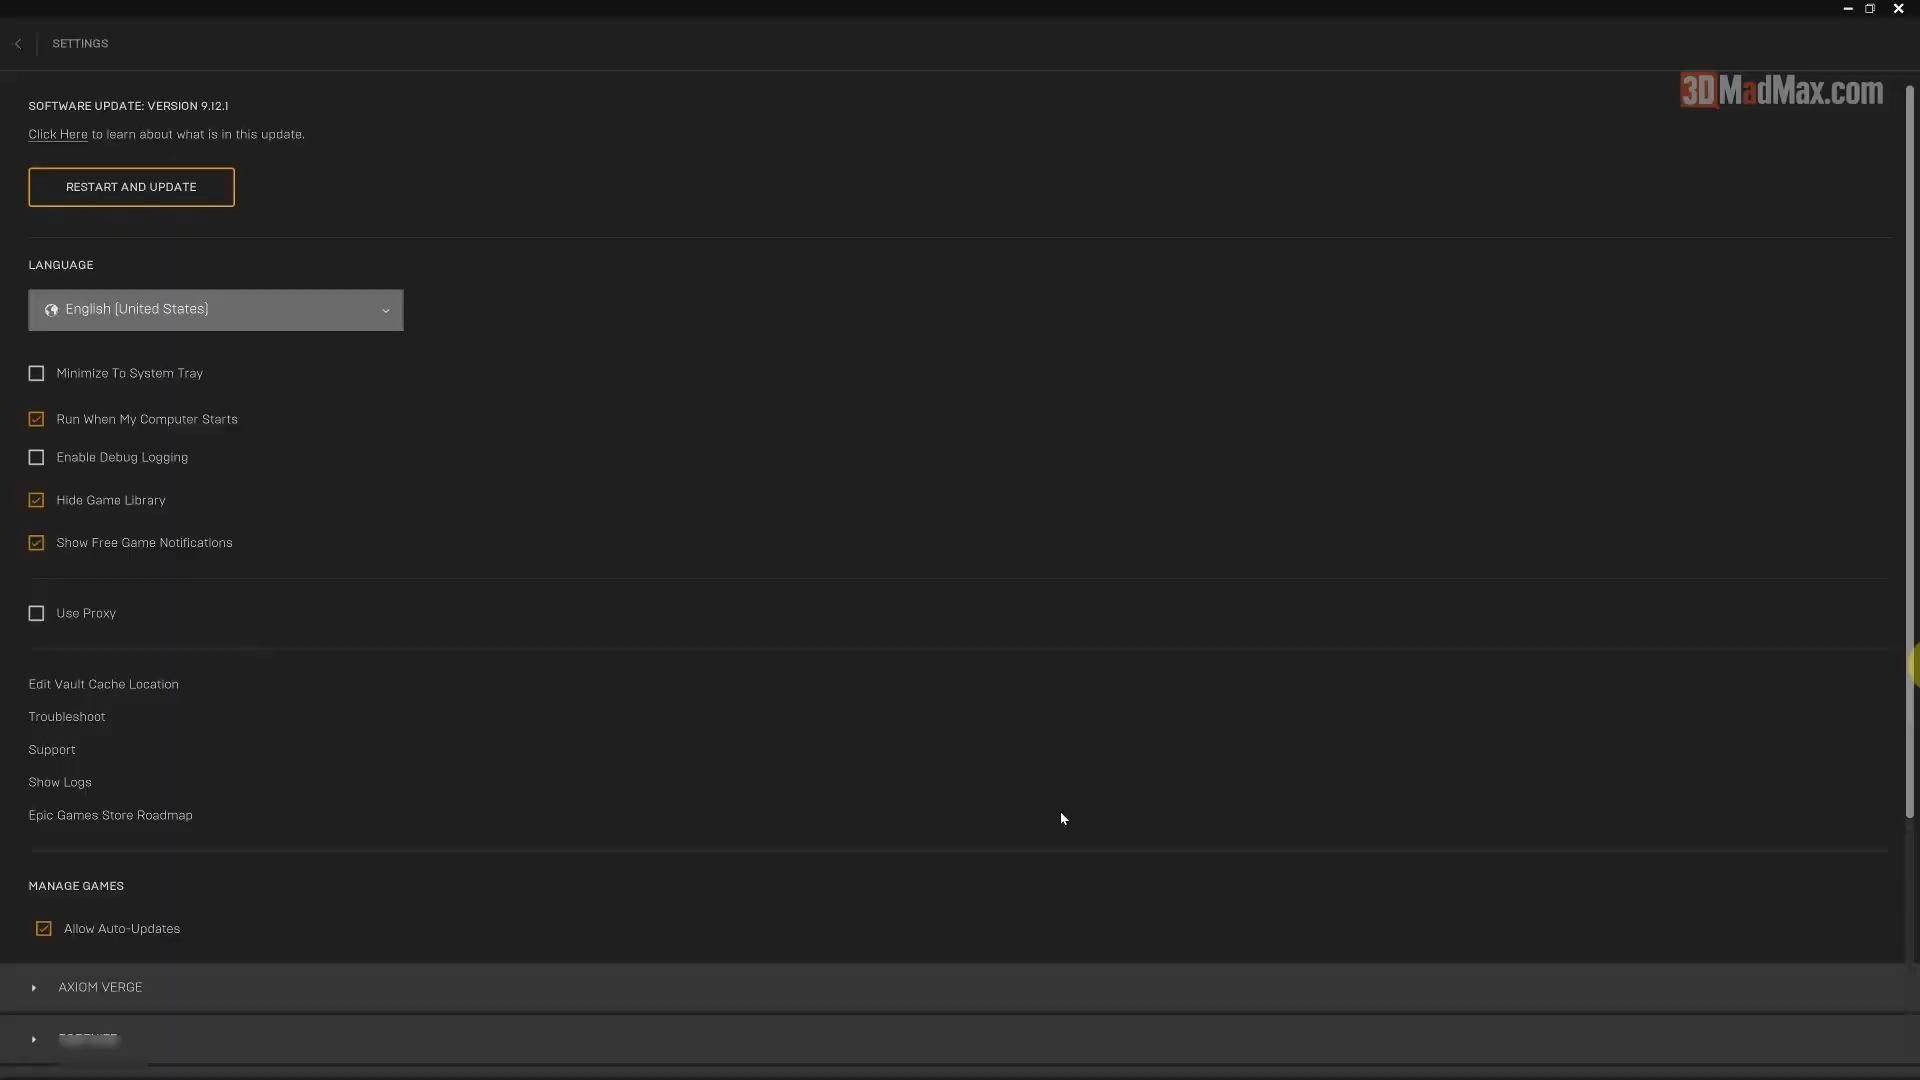 SETTINGS
3DMadMax.com
SOFTWARE UPDATE: VERSION 9.12.1
Click Here to learn about what is in this update.
RESTART AND UPDATE
LANGUAGE
English (United States)
Minimize To System Tray
Run When My Computer Starts
Enable Debug Logging
Hide Game Library
Show Free Game Notifications
Use Proxy
Edit Vault Cache Location
Troubleshoot
Support
Show Logs
Epic Games Store Roadmap
MANAGE GAMES
Allow Auto-Updates
AXIOM VERGE